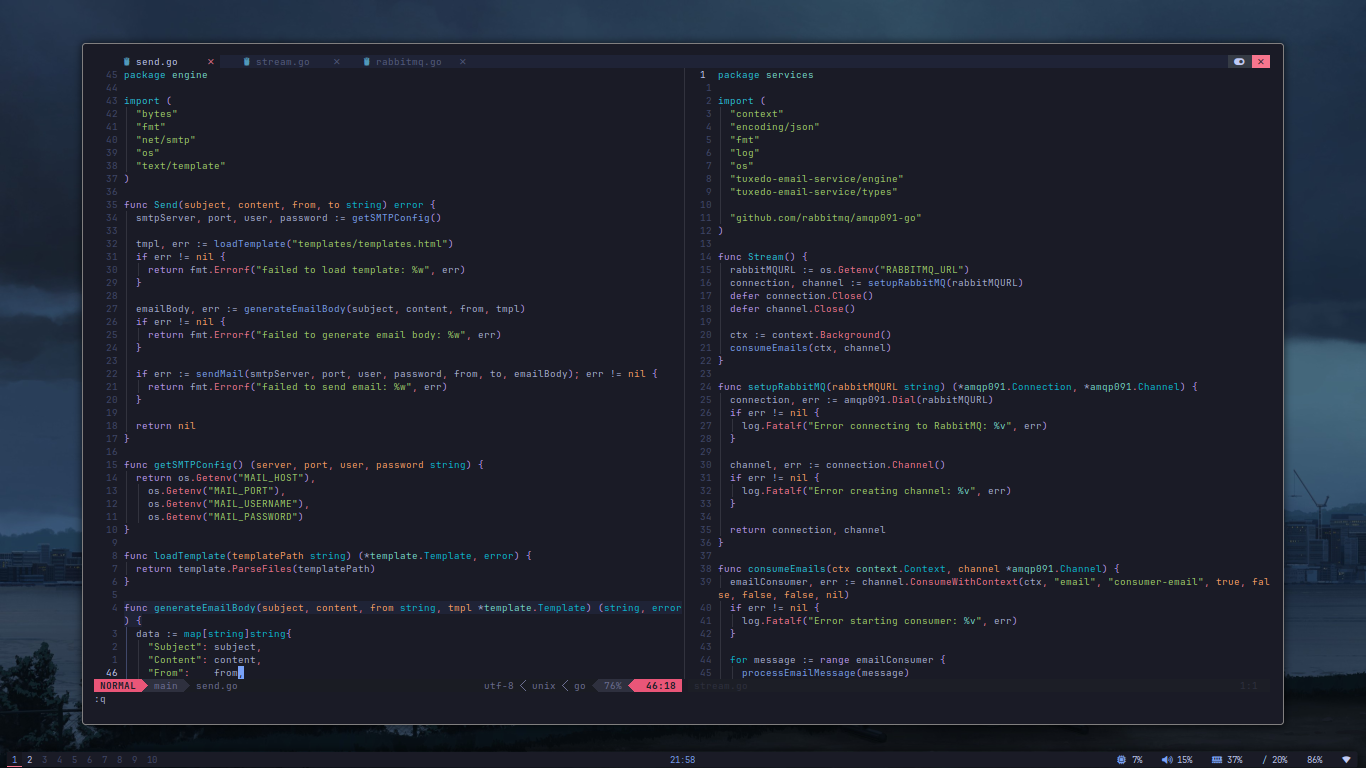 send.go × stream.go × rabbitmq.go × ×
45 package engine
44
43 import (
42 "bytes"
41 "fmt"
40 "net/smtp"
39 "os"
38 "text/template"
37 )
36
35 func Send(subject, content, from, to string) error {
34 smtpServer, port, user, password := getSMTPConfig()
33
32 tmpl, err := loadTemplate("templates/templates.html")
31 if err != nil {
30 return fmt.Errorf("failed to load template: %w", err)
29 }
28
27 emailBody, err := generateEmailBody(subject, content, from, tmpl)
26 if err != nil {
25 return fmt.Errorf("failed to generate email body: %w", err)
24 }
23
22 if err := sendMail(smtpServer, port, user, password, from, to, emailBody); err != nil {
21 return fmt.Errorf("failed to send email: %w", err)
20 }
19
18 return nil
17 }
16
15 func getSMTPConfig() (server, port, user, password string) {
14 return os.Getenv("MAIL_HOST"),
13 os.Getenv("MAIL_PORT"),
12 os.Getenv("MAIL_USERNAME"),
11 os.Getenv("MAIL_PASSWORD")
10 }
9
8 func loadTemplate(templatePath string) (*template.Template, error) {
7 return template.ParseFiles(templatePath)
6 }
5
4 func generateEmailBody(subject, content, from string, tmpl *template.Template) (string, error
) {
3 data := map[string]string{
2 "Subject": subject,
1 "Content": content,
46 "From": from,
NORMAL main send.go utf-8 < unix < go 76% 46:18
:q
1 package services
1
2 import (
3 "context"
4 "encoding/json"
5 "fmt"
6 "log"
7 "os"
8 "tuxedo-email-service/engine"
9 "tuxedo-email-service/types"
10
11 "github.com/rabbitmq/amqp091-go"
12 )
13
14 func Stream() {
15 rabbitMQURL := os.Getenv("RABBITMQ_URL")
16 connection, channel := setupRabbitMQ(rabbitMQURL)
17 defer connection.Close()
18 defer channel.Close()
19
20 ctx := context.Background()
21 consumeEmails(ctx, channel)
22 }
23
24 func setupRabbitMQ(rabbitMQURL string) (*amqp091.Connection, *amqp091.Channel) {
25 connection, err := amqp091.Dial(rabbitMQURL)
26 if err != nil {
27 log.Fatalf("Error connecting to RabbitMQ: %v", err)
28 }
29
30 channel, err := connection.Channel()
31 if err != nil {
32 log.Fatalf("Error creating channel: %v", err)
33 }
34
35 return connection, channel
36 }
37
38 func consumeEmails(ctx context.Context, channel *amqp091.Channel) {
39 emailConsumer, err := channel.ConsumeWithContext(ctx, "email", "consumer-email", true, fal
se, false, false, nil)
40 if err != nil {
41 log.Fatalf("Error starting consumer: %v", err)
42 }
43
44 for message := range emailConsumer {
45 processEmailMessage(message)
stream.go 1:1
1 2 3 4 5 6 7 8 9 10 21:58 7% 15% 37% / 20% 86%